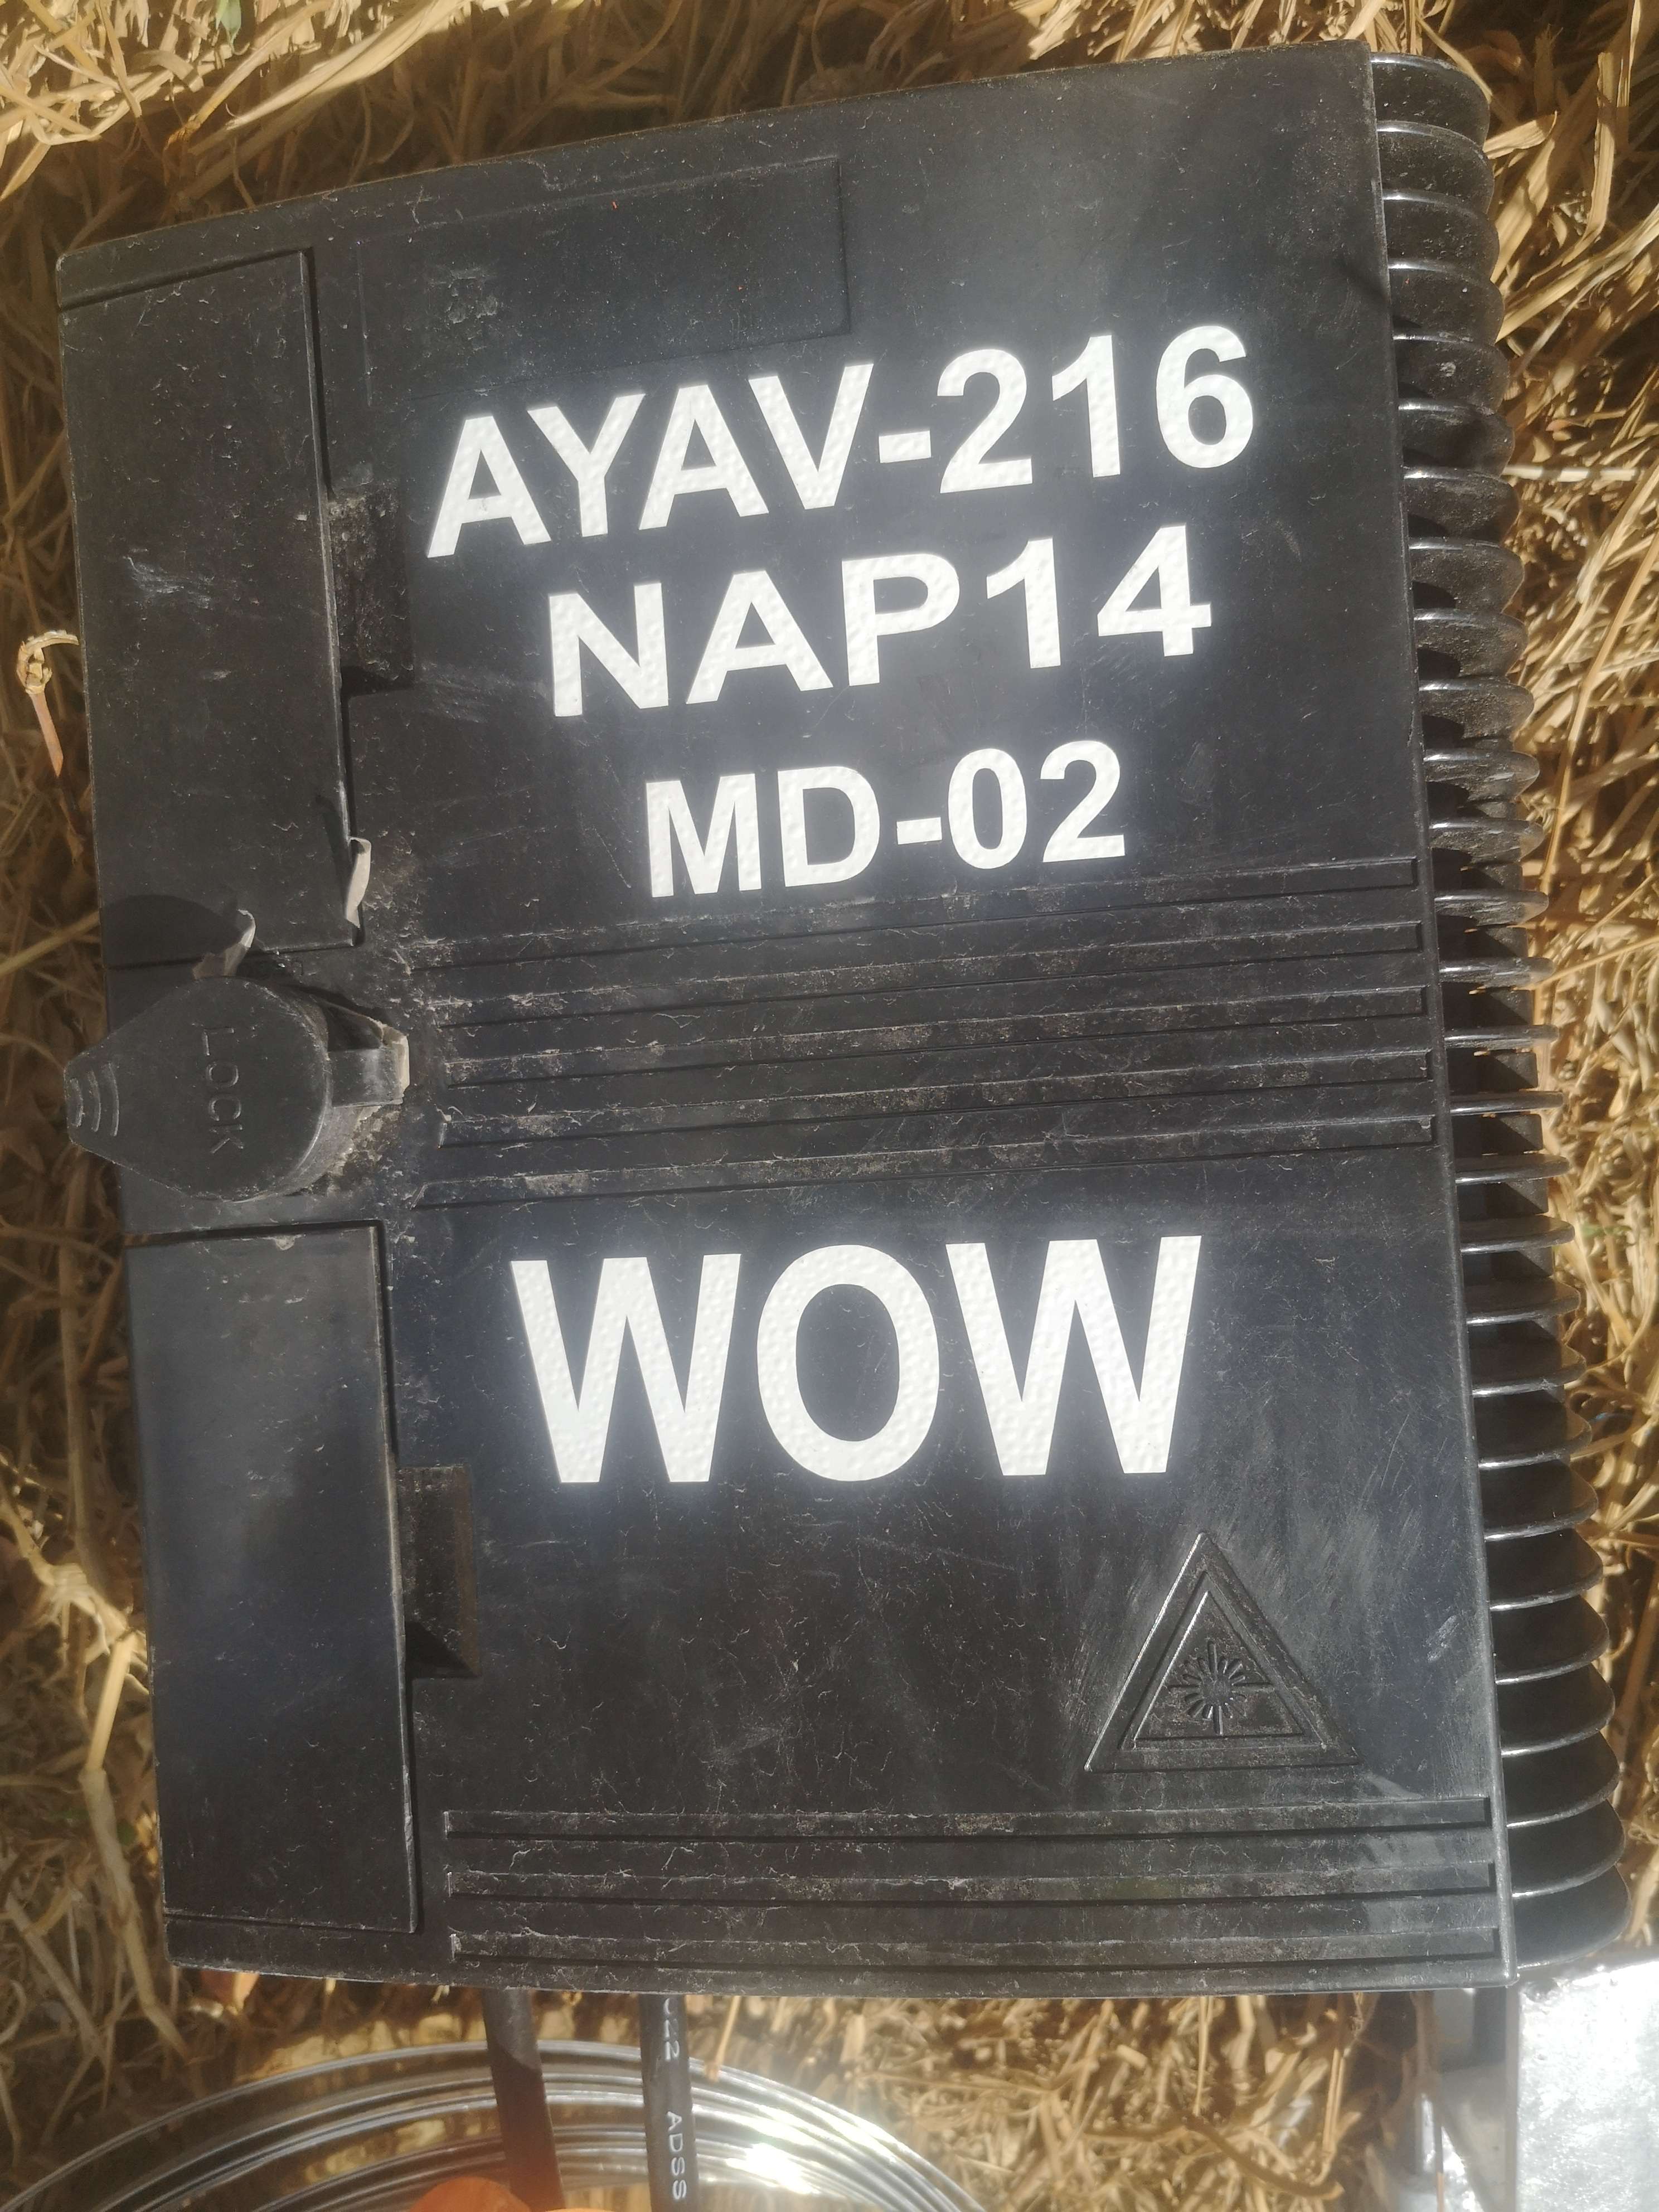 AYAV-216
NAP14
MD-02
LOCK
WOW
ADSS